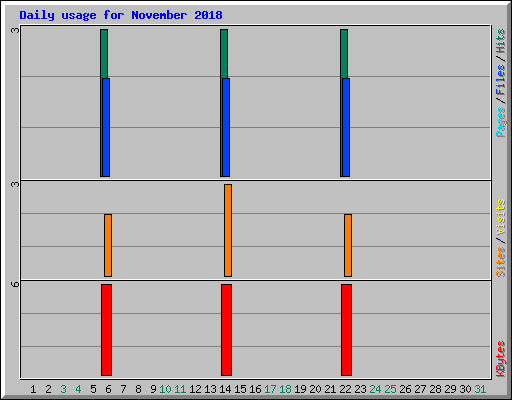 Daily usage for November 2018
3
Pages / Files / Hits
3
Sites / Visits
6
KBytes
1 2 3 4 5 6 7 8 9 10 11 12 13 14 15 16 17 18 19 20 21 22 23 24 25 26 27 28 29 30 31